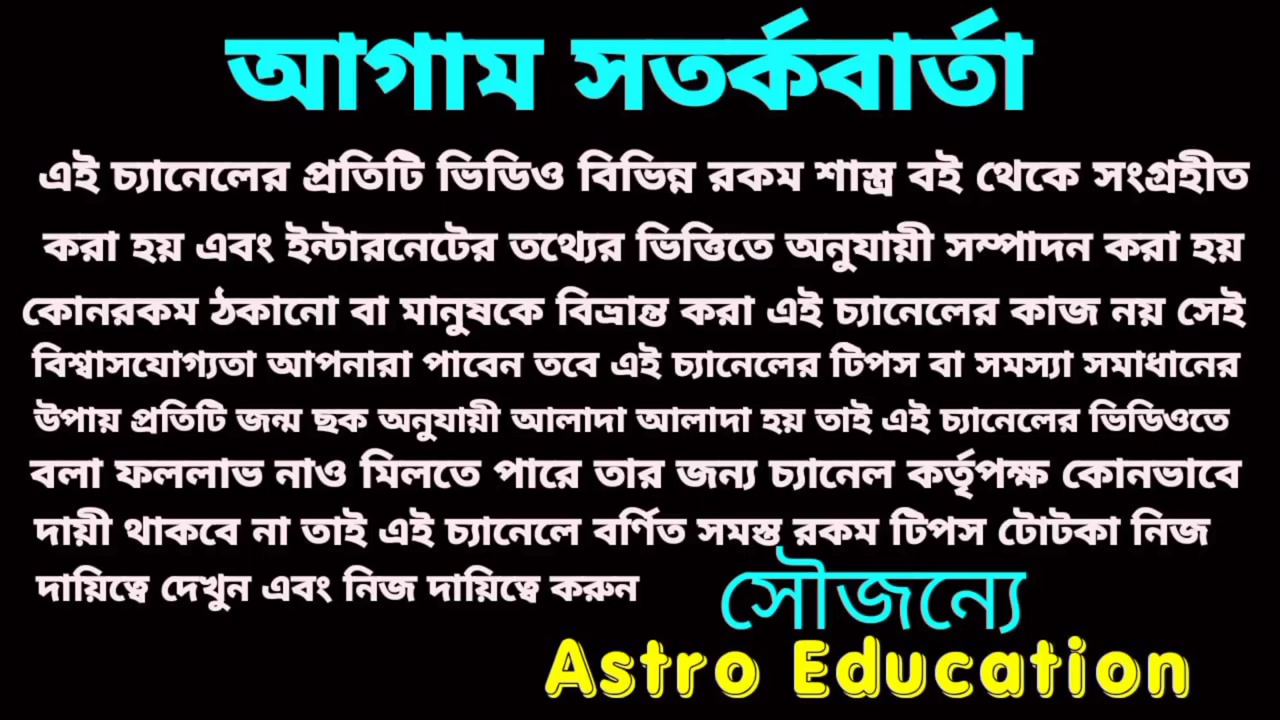 আগাম সতর্কবার্তা
এই চ্যানেলের প্রতিটি ভিডিও বিভিন্ন রকম শাস্ত্র বই থেকে সংগ্রহীত
করা হয় এবং ইন্টারনেটের তথ্যের ভিত্তিতে অনুযায়ী সম্পাদন করা হয়
কোনরকম ঠকানো বা মানুষকে বিভ্রান্ত করা এই চ্যানেলের কাজ নয় সেই
বিশ্বাসযোগ্যতা আপনারা পাবেন তবে এই চ্যানেলের টিপস বা সমস্যা সমাধানের
উপায় প্রতিটি জন্ম ছক অনুযায়ী আলাদা আলাদা হয় তাই এই চ্যানেলের ভিডিওতে
বলা ফললাভ নাও মিলতে পারে তার জন্য চ্যানেল কর্তৃপক্ষ কোনভাবে
দায়ী থাকবে না তাই এই চ্যানেলে বর্ণিত সমস্ত রকম টিপস টোটকা নিজ
দায়িত্বে দেখুন এবং নিজ দায়িত্বে করুন
সৌজন্যে
Astro Education